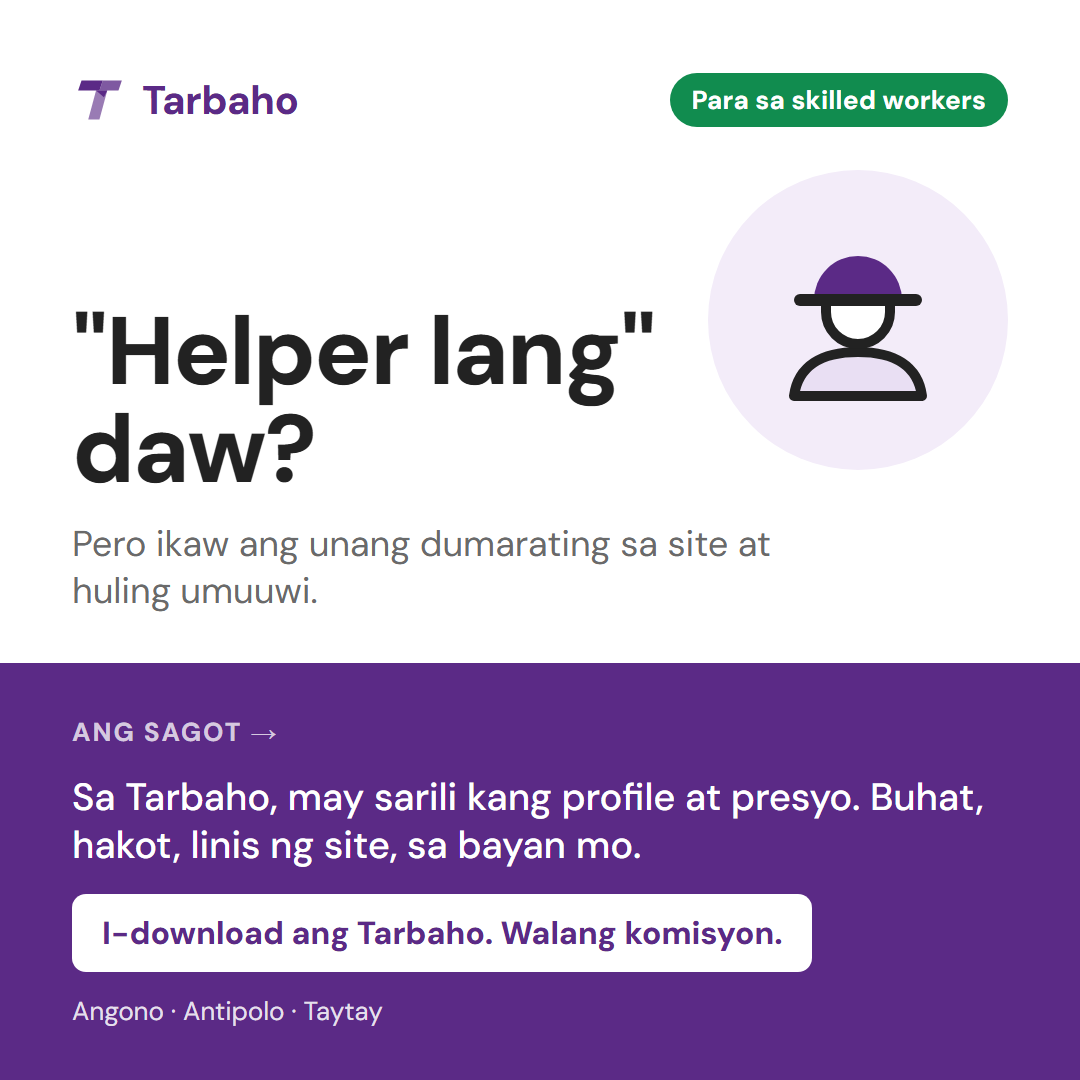 Tarbaho
Para sa skilled workers
"Helper lang"
daw?
Pero ikaw ang unang dumarating sa site at
huling umuuwi.
ANG SAGOT →
Sa Tarbaho, may sarili kang profile at presyo. Buhat,
hakot, linis ng site, sa bayan mo.
I-download ang Tarbaho. Walang komisyon.
Angono · Antipolo · Taytay